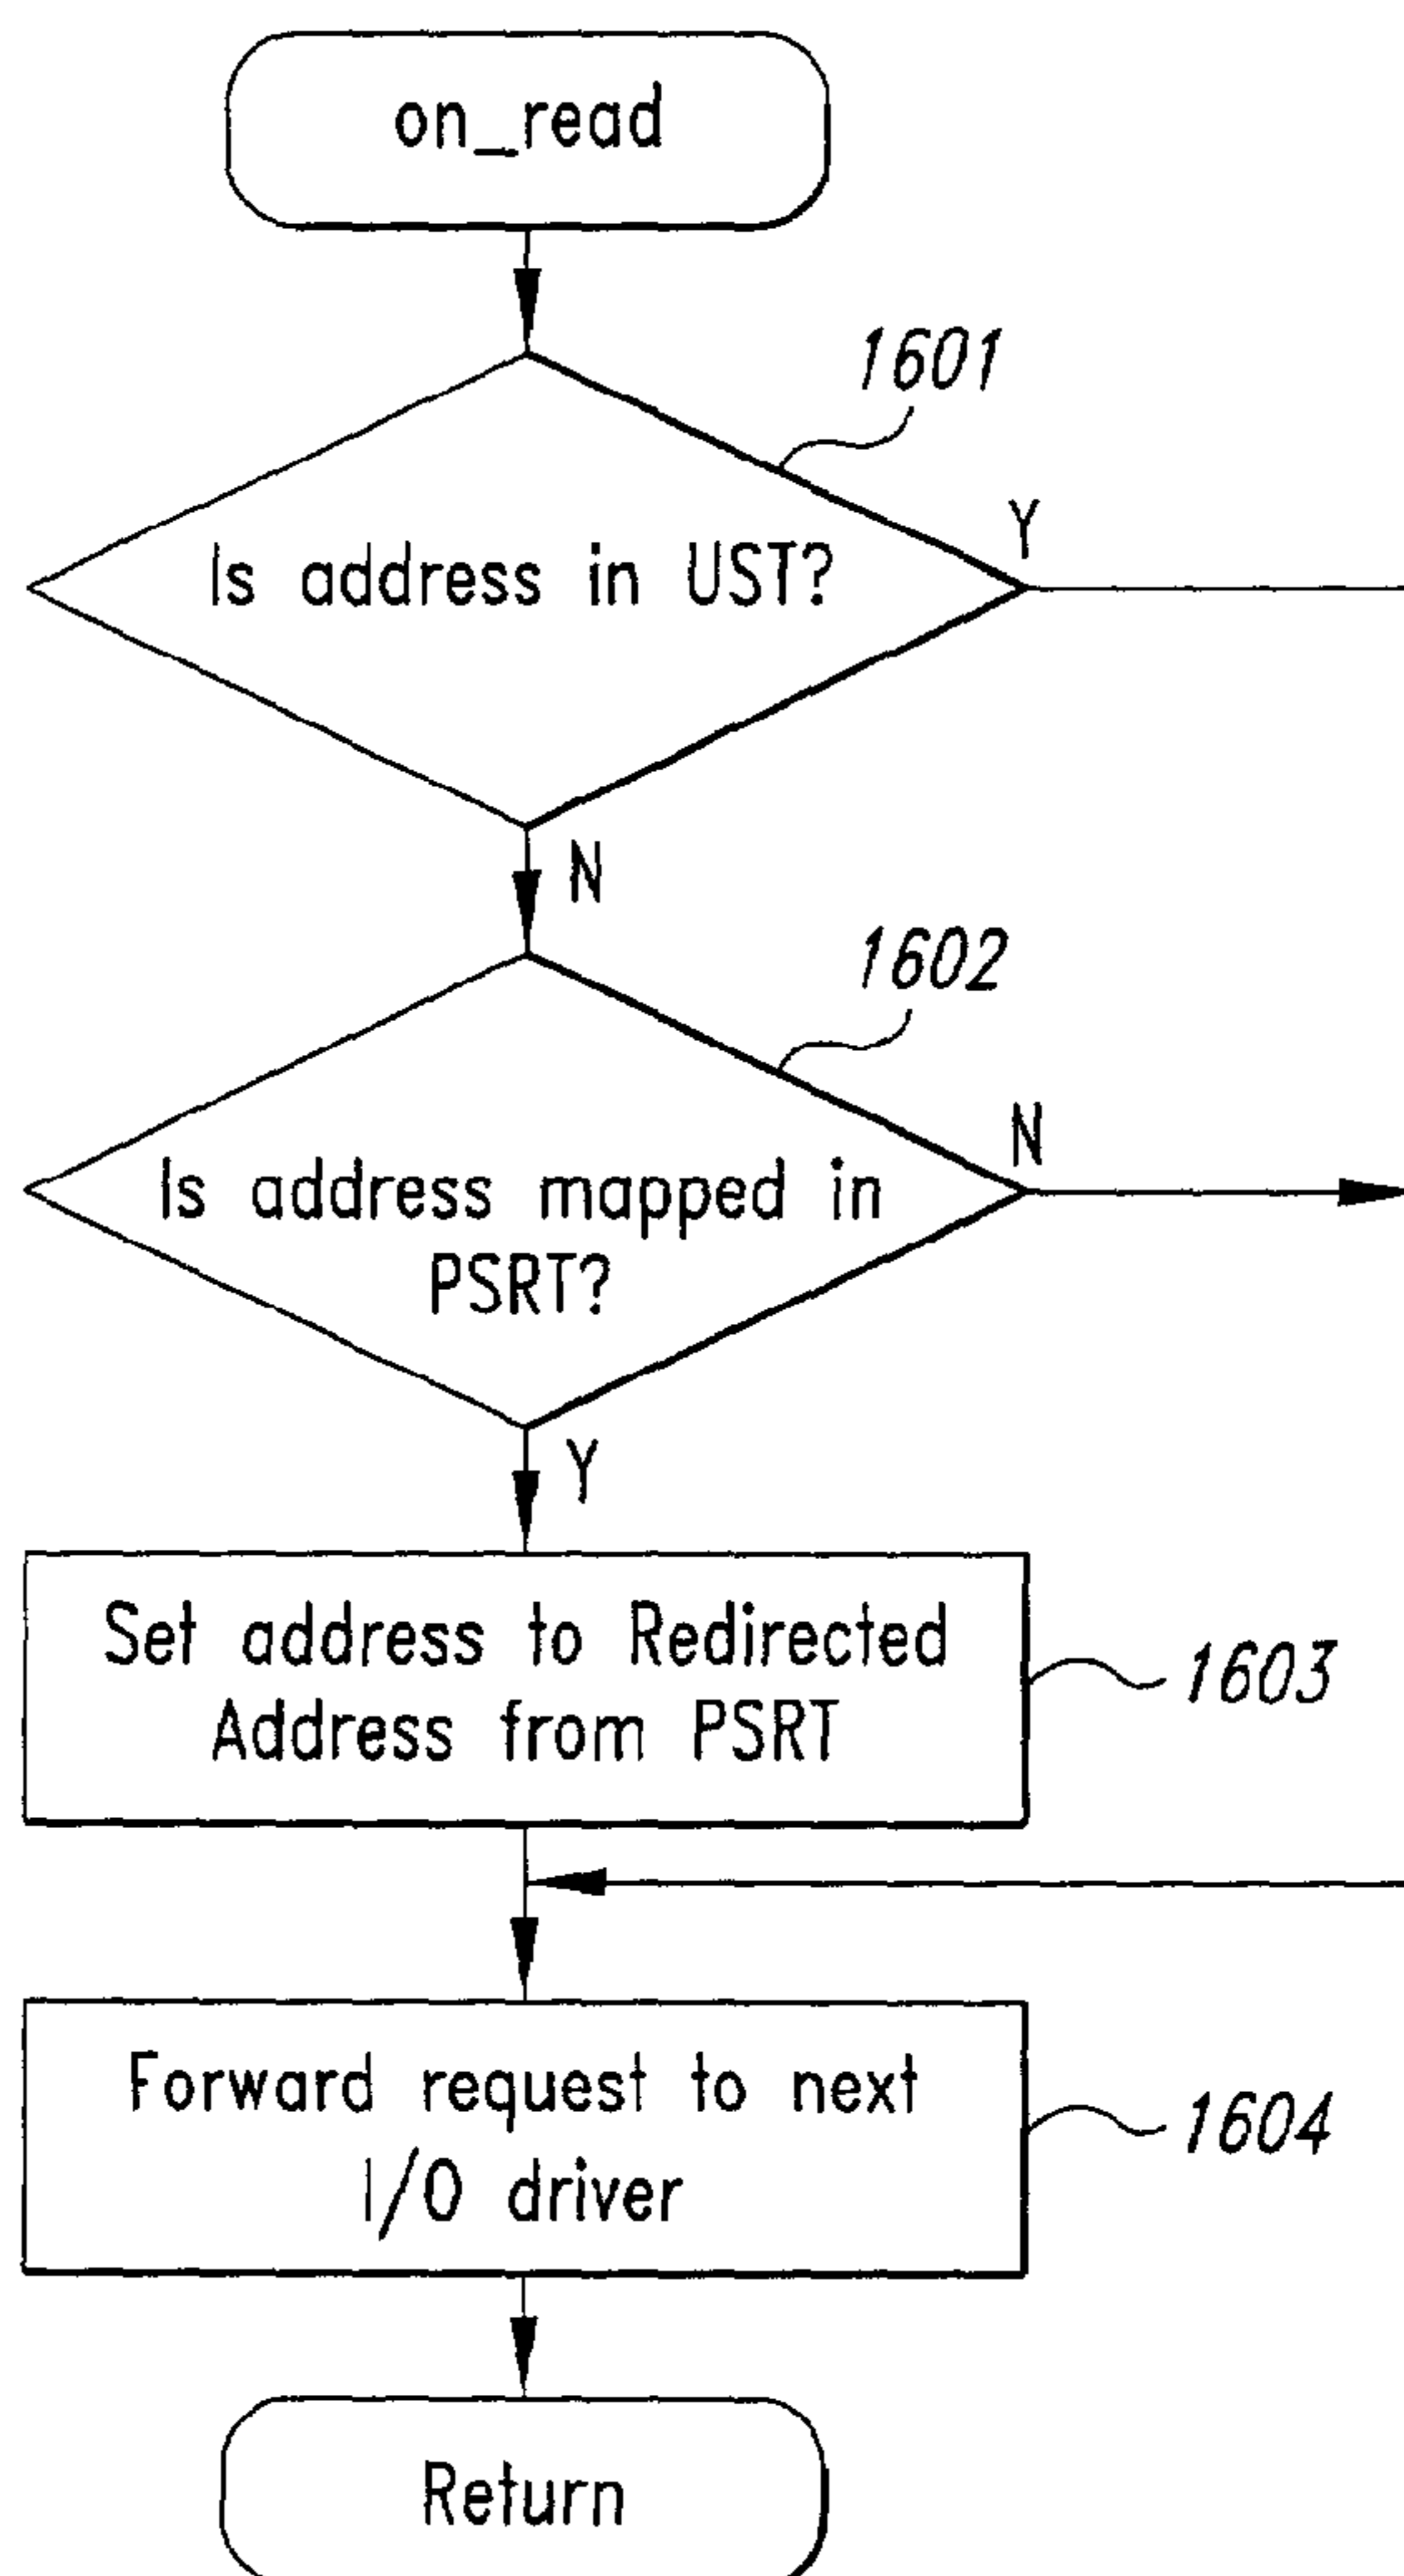 on_read
1601
Y
Is address in UST?
N
1602
N
Is address mapped in
PSRT?
Y
Set address to Redirected
Address from PSRT
1603
Forward request to next
I/O driver
1604
Return